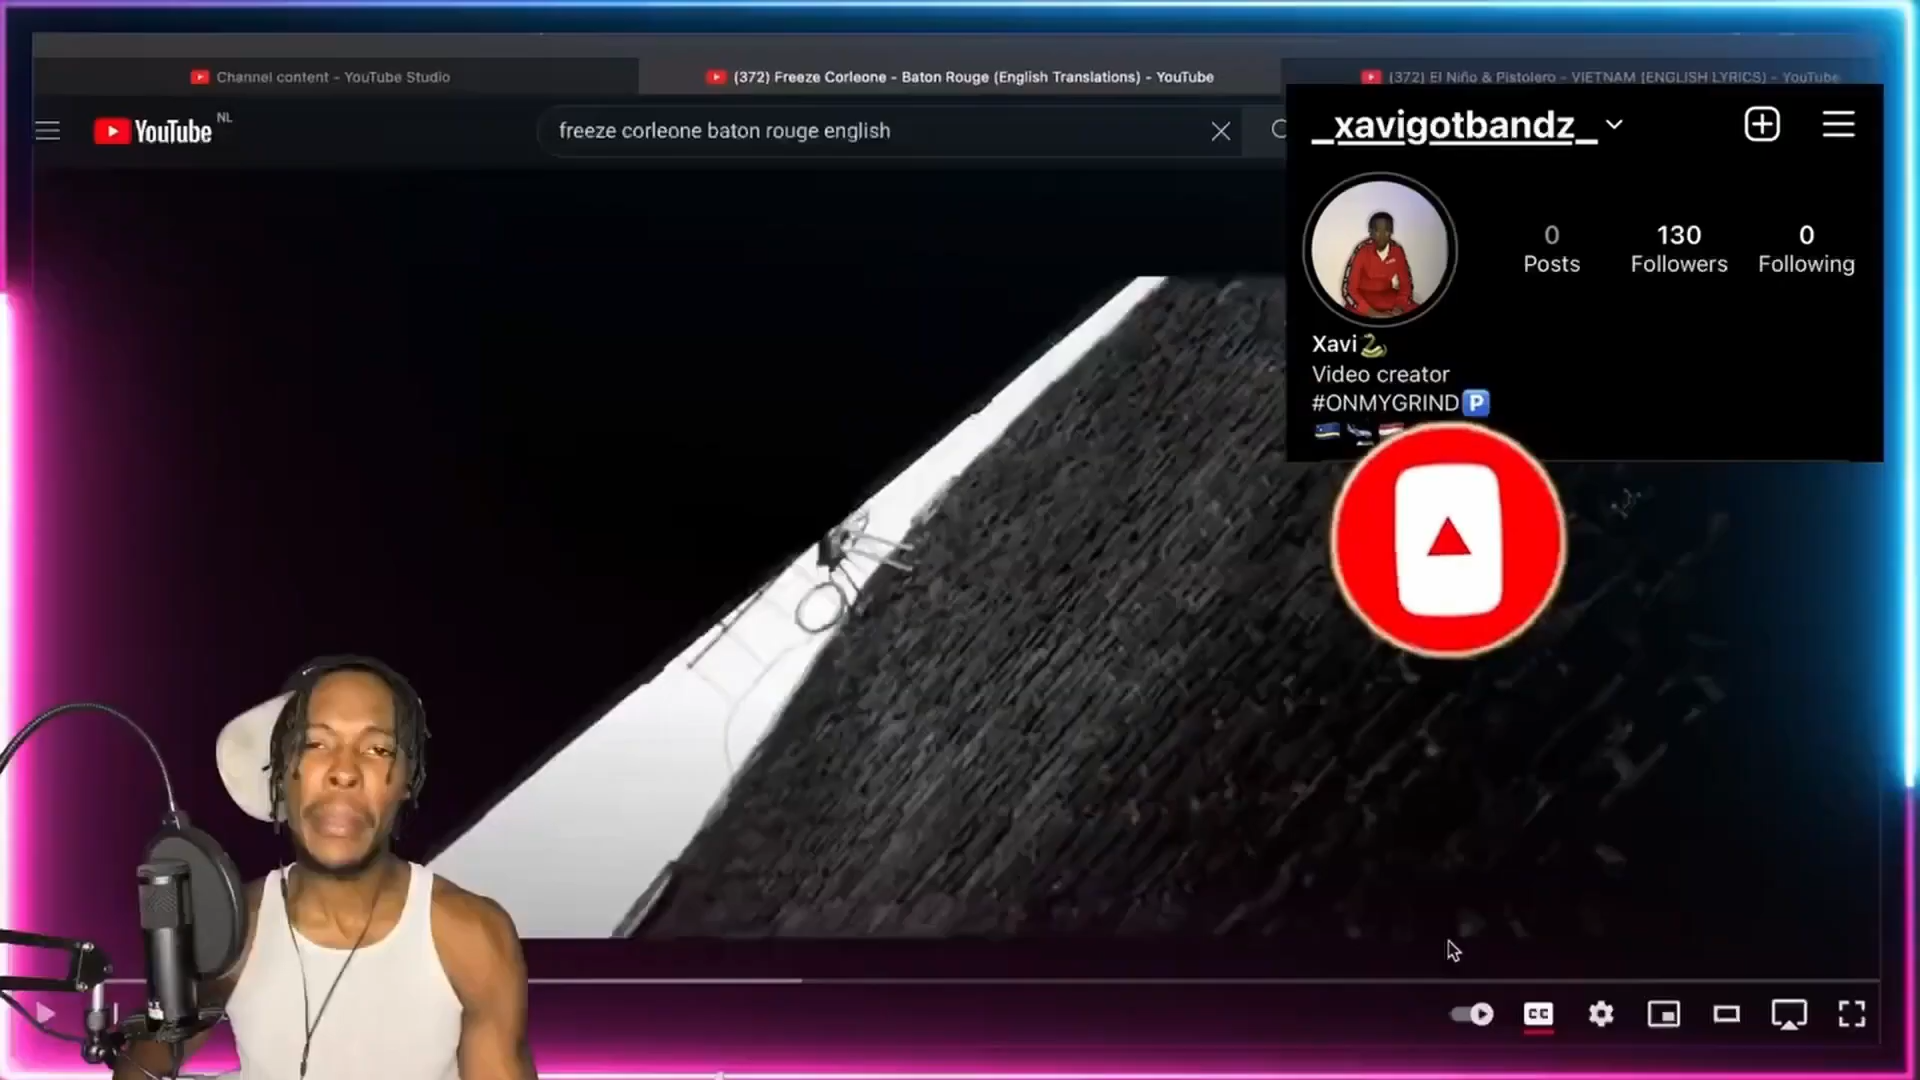 Channel content - YouTube Studio
(372) Freeze Corleone - Baton Rouge (English Translations) - YouTube
(372) El Niño & Pistolero - VIETNAM [ENGLISH LYRICS) - YouTube
YouTube NL
freeze corleone baton rouge english
_xavigotbandz_
0 130 0
Posts Followers Following
Xavi
Video creator
#ONMYGRIND🅿️
CC